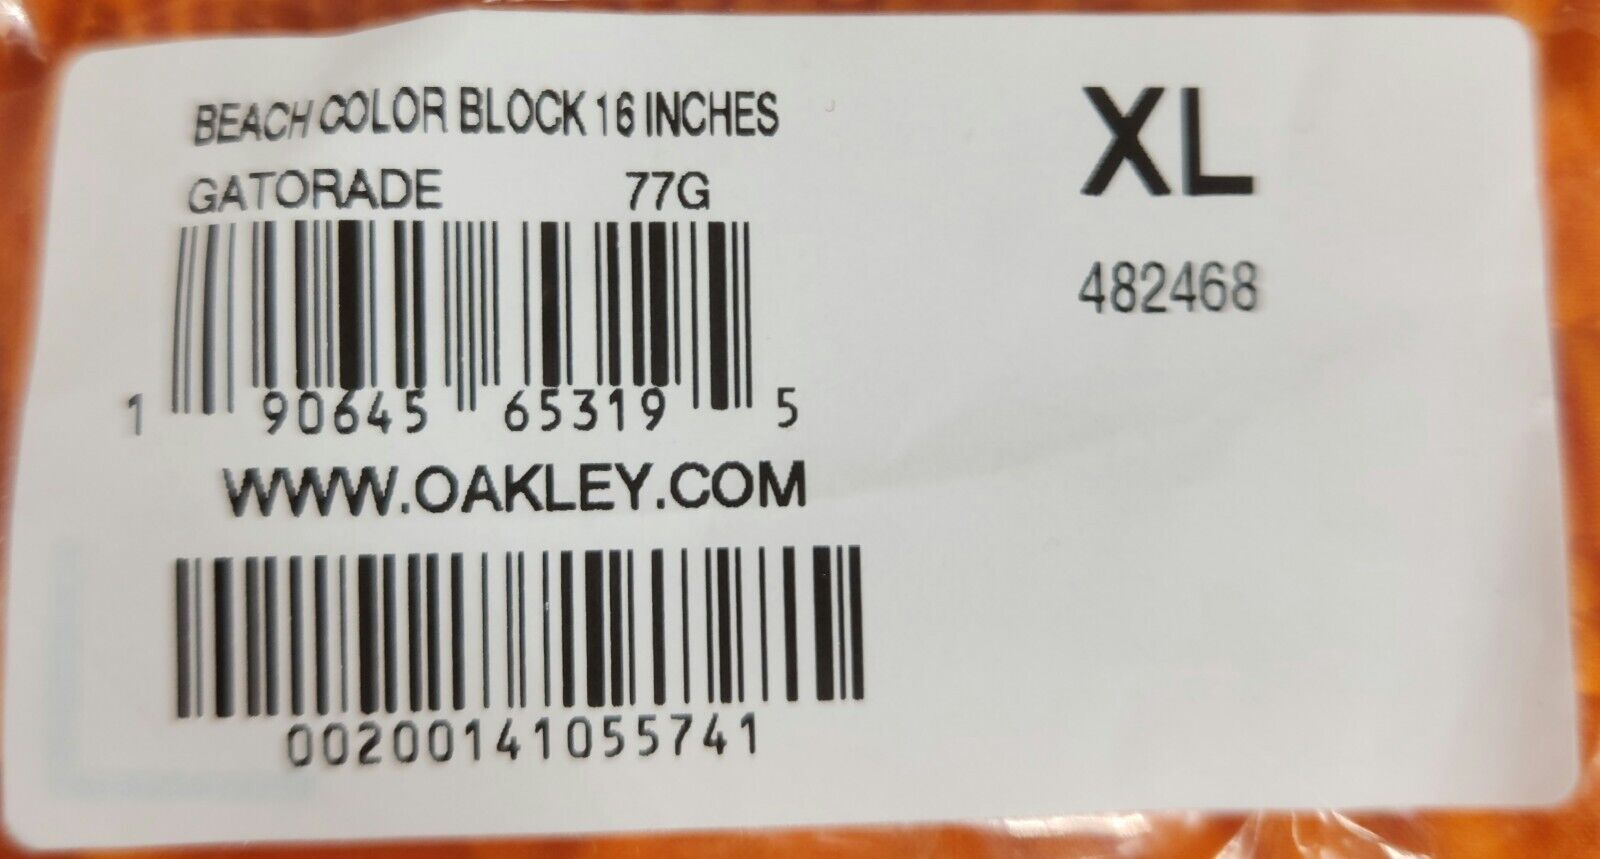 BEACH COLOR BLOCK 16 INCHES
XL
GATORADE 77G
482468
1 90645 65319 5
WWW.OAKLEY.COM
00200141055741